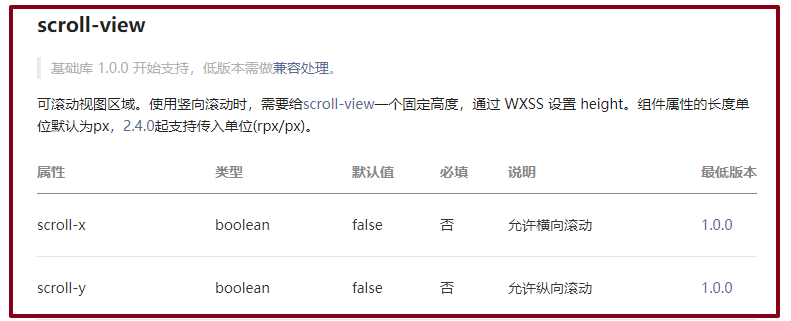 scroll-view
基础库 1.0.0 开始支持，低版本需做兼容处理。
可滚动视图区域。使用竖向滚动时，需要给scroll-view一个固定高度，通过 WXSS 设置 height。组件属性的长度单
位默认为px，2.4.0起支持传入单位(rpx/px)。
属性 类型 默认值 必填 说明 最低版本
scroll-x boolean false 否 允许横向滚动 1.0.0
scroll-y boolean false 否 允许纵向滚动 1.0.0